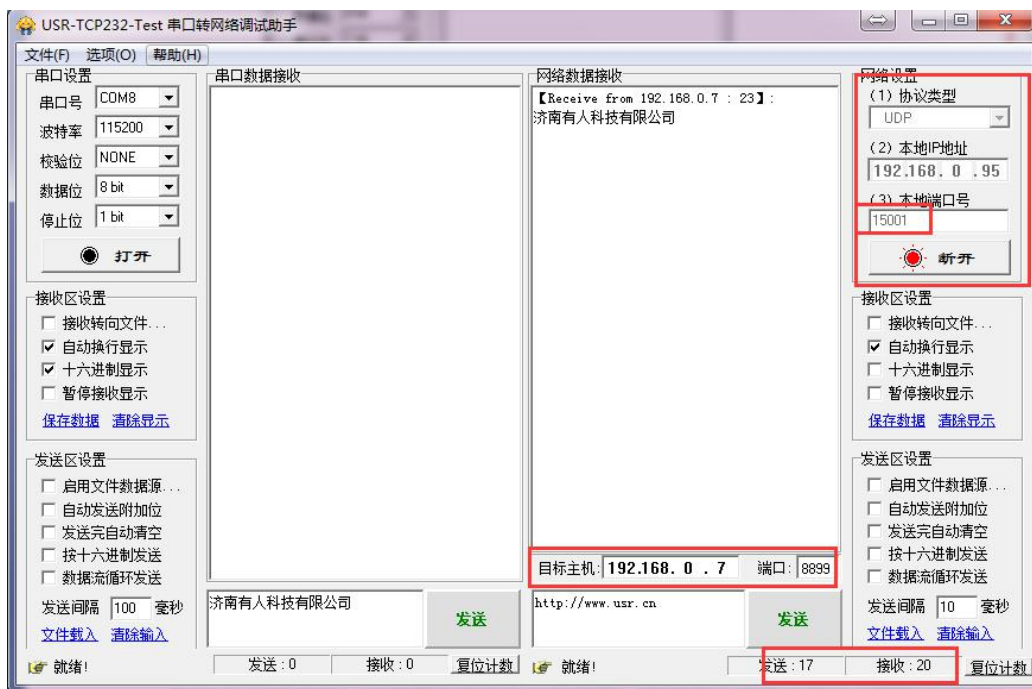 USR-TCP232-Test 串口转网络调试助手
文件(F) 选项(O) 帮助(H)
串口设置
串口号 COM8
波特率 115200
校验位 NONE
数据位 8 bit
停止位 1 bit
打开
接收区设置
接收转向文件...
自动换行显示
十六进制显示
暂停接收显示
保存数据 清除显示
发送区设置
启用文件数据源...
自动发送附加位
发送完自动清空
按十六进制发送
数据流循环发送
发送间隔 100 毫秒
文件载入 清除输入
串口数据接收
济南有人科技有限公司
发送
网络数据接收
【Receive from 192.168.0.7 : 23】:
济南有人科技有限公司
目标主机: 192.168. 0 . 7 端口: 8899
http://www.usr.cn
发送
网络设置
(1) 协议类型
UDP
(2) 本地IP地址
192.168. 0 .95
(3) 本地端口号
15001
断开
接收区设置
接收转向文件...
自动换行显示
十六进制显示
暂停接收显示
保存数据 清除显示
发送区设置
启用文件数据源...
自动发送附加位
发送完自动清空
按十六进制发送
数据流循环发送
发送间隔 10 毫秒
文件载入 清除输入
就绪! 发送:0 接收:0 复位计数 就绪! 发送:17 接收:20 复位计数